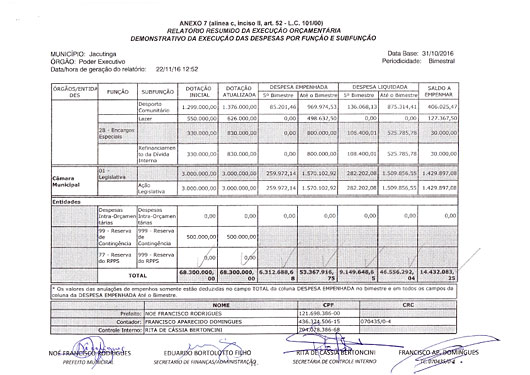 ANEXO 7 (alínea c, inciso II, art. 52 - L.C. 101/00)
RELATÓRIO RESUMIDO DA EXECUÇÃO ORÇAMENTÁRIA
DEMONSTRATIVO DA EXECUÇÃO DAS DESPESAS POR FUNÇÃO E SUBFUNÇÃO
MUNICÍPIO: Jacutinga
ÓRGÃO: Poder Executivo
Data/hora de geração do relatório: 22/11/16 12:52
Data Base: 31/10/2016
Periodicidade: Bimestral
ÓRGÃOS/ENTIDADES FUNÇÃO SUBFUNÇÃO DOTAÇÃO INICIAL DOTAÇÃO ATUALIZADA DESPESA EMPENHADA DESPESA LIQUIDADA SALDO A EMPENHAR
5º Bimestre Até o Bimestre 5º Bimestre Até o Bimestre
Desporto Comunitário 1.299.000,00 1.376.000,00 85.201,46 969.974,53 136.068,13 875.314,41 406.025,47
Lazer 550.000,00 626.000,00 0,00 498.632,50 0,00 127.367,50
28 - Encargos Especiais 330.000,00 830.000,00 0,00 800.000,00 108.400,01 525.785,78 30.000,00
Refinanciamento da Dívida Interna 330.000,00 830.000,00 0,00 800.000,00 108.400,01 525.785,78 30.000,00
Câmara Municipal 01 - Legislativa 3.000.000,00 3.000.000,00 259.972,14 1.570.102,92 282.202,08 1.509.856,55 1.429.897,08
Ação Legislativa 3.000.000,00 3.000.000,00 259.972,14 1.570.102,92 282.202,08 1.509.856,55 1.429.897,08
Entidades
Despesas Intra-Orçamentárias Despesas Intra-Orçamentárias 0,00 0,00 0,00 0,00 0,00 0,00 0,00
99 - Reserva de Contingência 999 - Reserva de Contingência 500.000,00 500.000,00
77 - Reserva do RPPS 999 - Reserva do RPPS 0,00 0,00
TOTAL 68.300.000,00 68.300.000,00 6.312.688,68 53.367.916,75 9.149.648,5 46.556.292,04 14.432.083,25
* Os valores das anulações de empenhos somente estão deduzidos no campo TOTAL da coluna DESPESA EMPENHADA no bimestre e em todos os campos da coluna da DESPESA EMPENHADA Até o Bimestre.
NOME CPF CRC
Prefeito: NOE FRANCISCO RODRIGUES 121.698.386-00
Contador: FRANCISCO APARECIDO DOMINGUES 436.324.506-15 070435/0-4
Controle Interno: RITA DE CÁSSIA BERTONCINI
NOÉ FRANCISCO RODRIGUES
PREFEITO MUNICIPAL
EDUARDO BORTOLOTTO FILHO
SECRETÁRIO DE FINANÇAS/ADMINISTRAÇÃO
RITA DE CÁSSIA BERTONCINI
SECRETÁRIA DE CONTROLE INTERNO
FRANCISCO AP. DOMINGUES